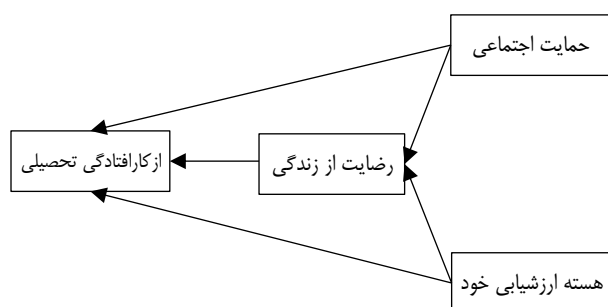 حمایت اجتماعی
رضایت از زندگی
ازکارافتادگی تحصیلی
هسته ارزشیابی خود